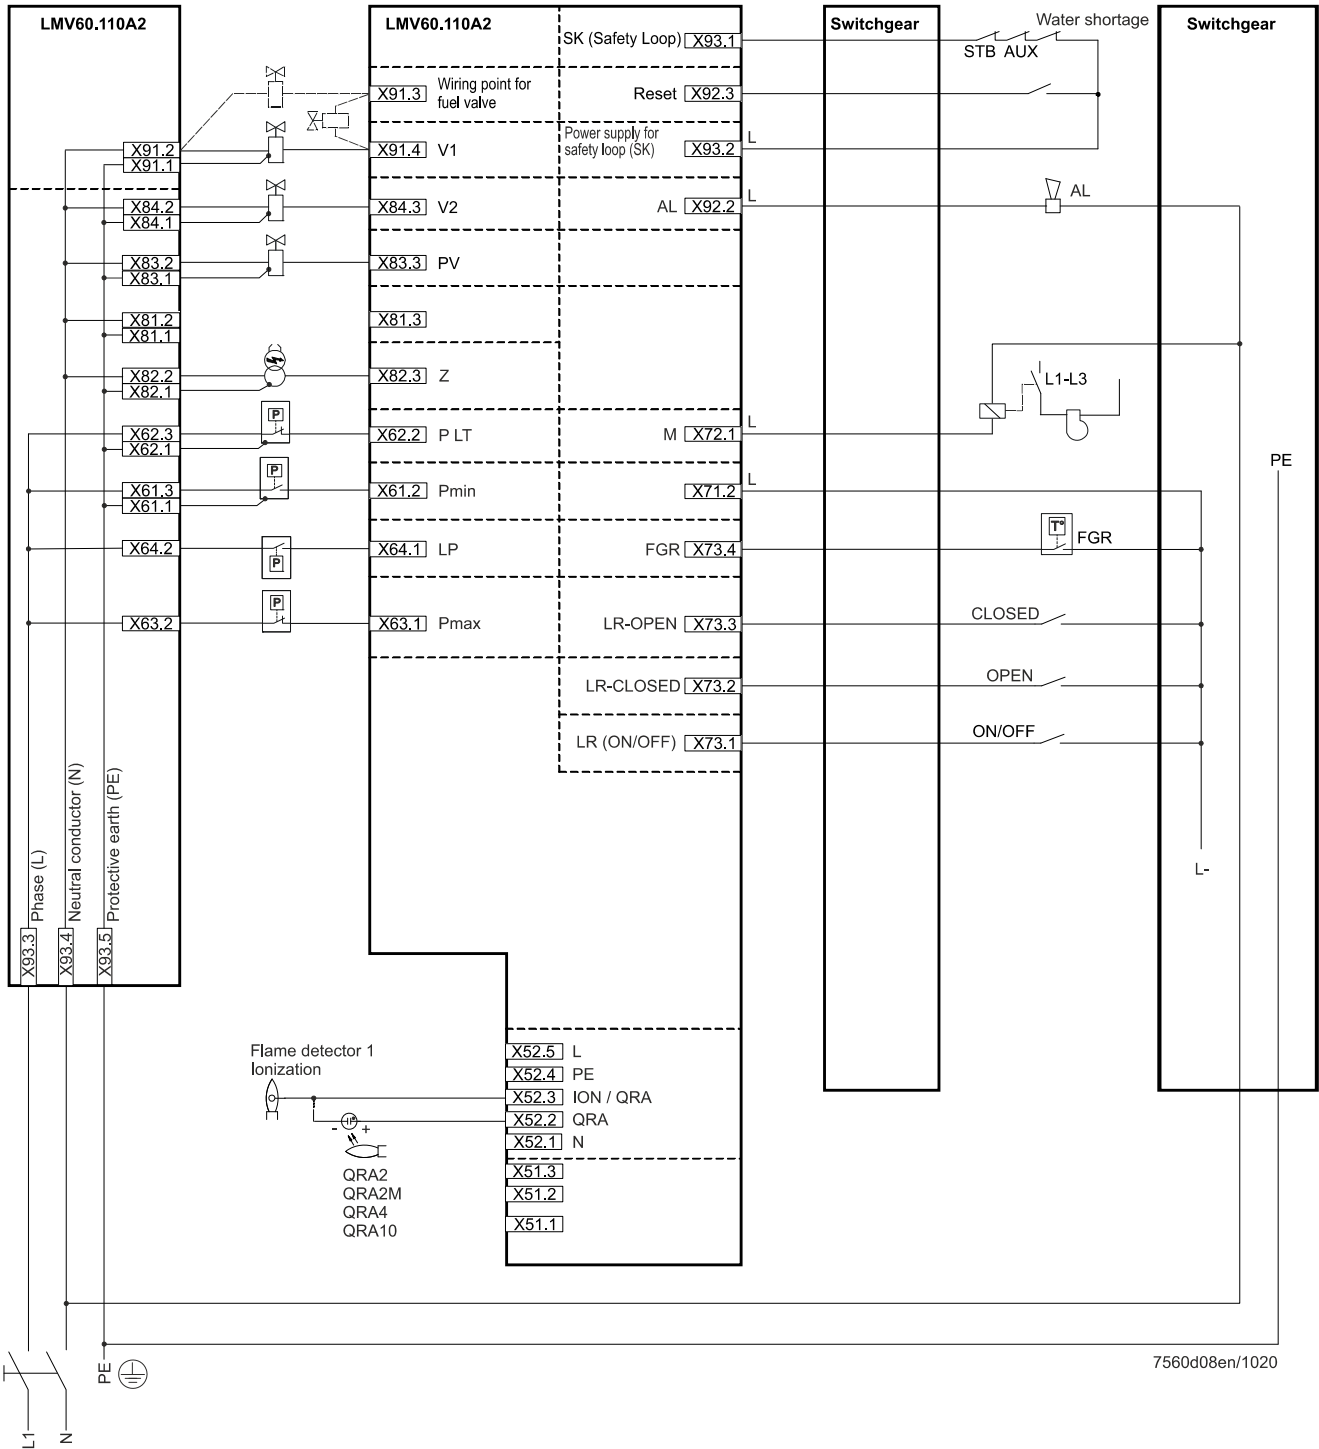 LMV60.110A2
LMV60.110A2
Switchgear
Switchgear
Water shortage
SK (Safety Loop)
X93.1
STB AUX
X91.3
Wiring point for
fuel valve
Reset
X92.3
X91.2
X91.1
X91.4
V1
Power supply for
safety loop (SK)
X93.2
L
X84.2
X84.1
X84.3
V2
AL
X92.2
L
AL
X83.2
X83.1
X83.3
PV
X81.2
X81.1
X81.3
X82.2
X82.1
X82.3
Z
L1-L3
X62.3
X62.1
P
X62.2
P LT
M
X72.1
L
PE
X61.3
X61.1
P
X61.2
Pmin
X71.2
L
X64.2
P
X64.1
LP
FGR
X73.4
T°
FGR
X63.2
P
X63.1
Pmax
LR-OPEN
X73.3
CLOSED
LR-CLOSED
X73.2
OPEN
LR (ON/OFF)
X73.1
ON/OFF
L-
Phase (L)
Neutral conductor (N)
Protective earth (PE)
X93.3
X93.4
X93.5
Flame detector 1
Ionization
X52.5
L
X52.4
PE
X52.3
ION / QRA
X52.2
QRA
X52.1
N
- +
QRA2
QRA2M
QRA4
QRA10
X51.3
X51.2
X51.1
7560d08en/1020
PE
L1
N